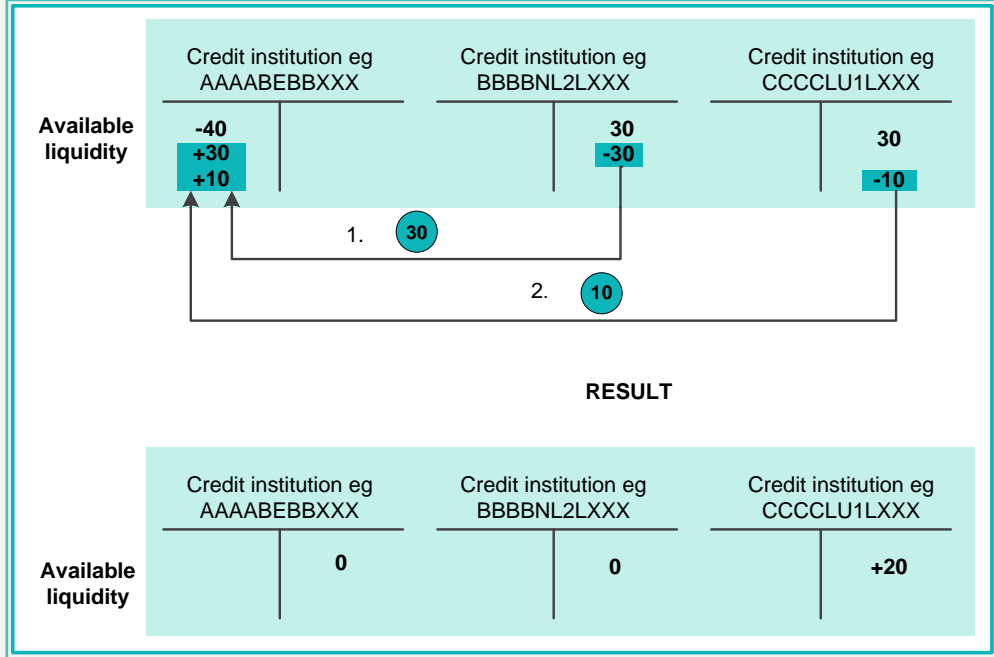 Credit institution eg
AAAABEBBXXX
Credit institution eg
BBBBNL2LXXX
Credit institution eg
CCCCLU1LXXX
Available
liquidity
-40
+30
+10
30
-30
30
-10
1. 30
2. 10
RESULT
Credit institution eg
AAAABEBBXXX
Credit institution eg
BBBBNL2LXXX
Credit institution eg
CCCCLU1LXXX
Available
liquidity
0
0
+20